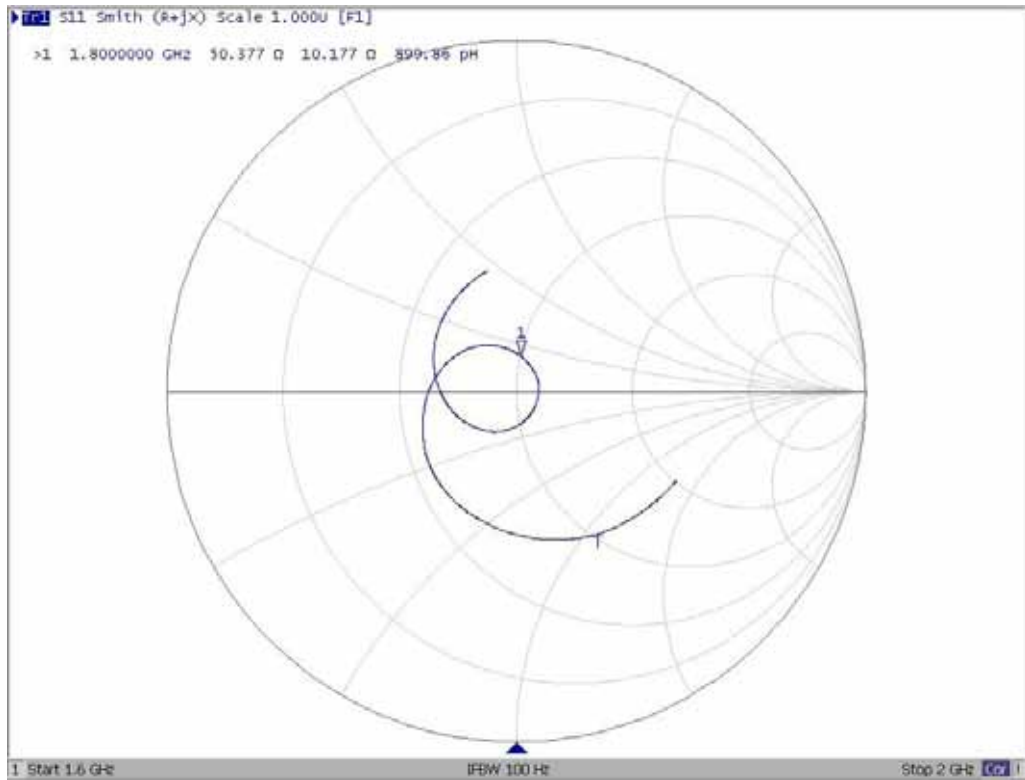 Tr1 S11 Smith (R+jX) Scale 1.000U [F1]
>1 1.8000000 GHz 50.377 Ω 10.177 Ω 899.86 pH
1
1 Start 1.6 GHz IFBW 100 Hz Stop 2 GHz Cor !